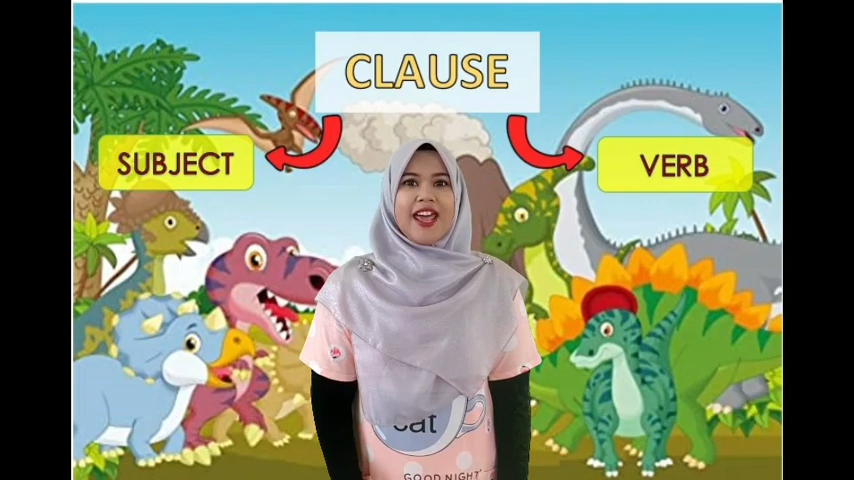 CLAUSE
SUBJECT
VERB
cat
GOOD NIGHT